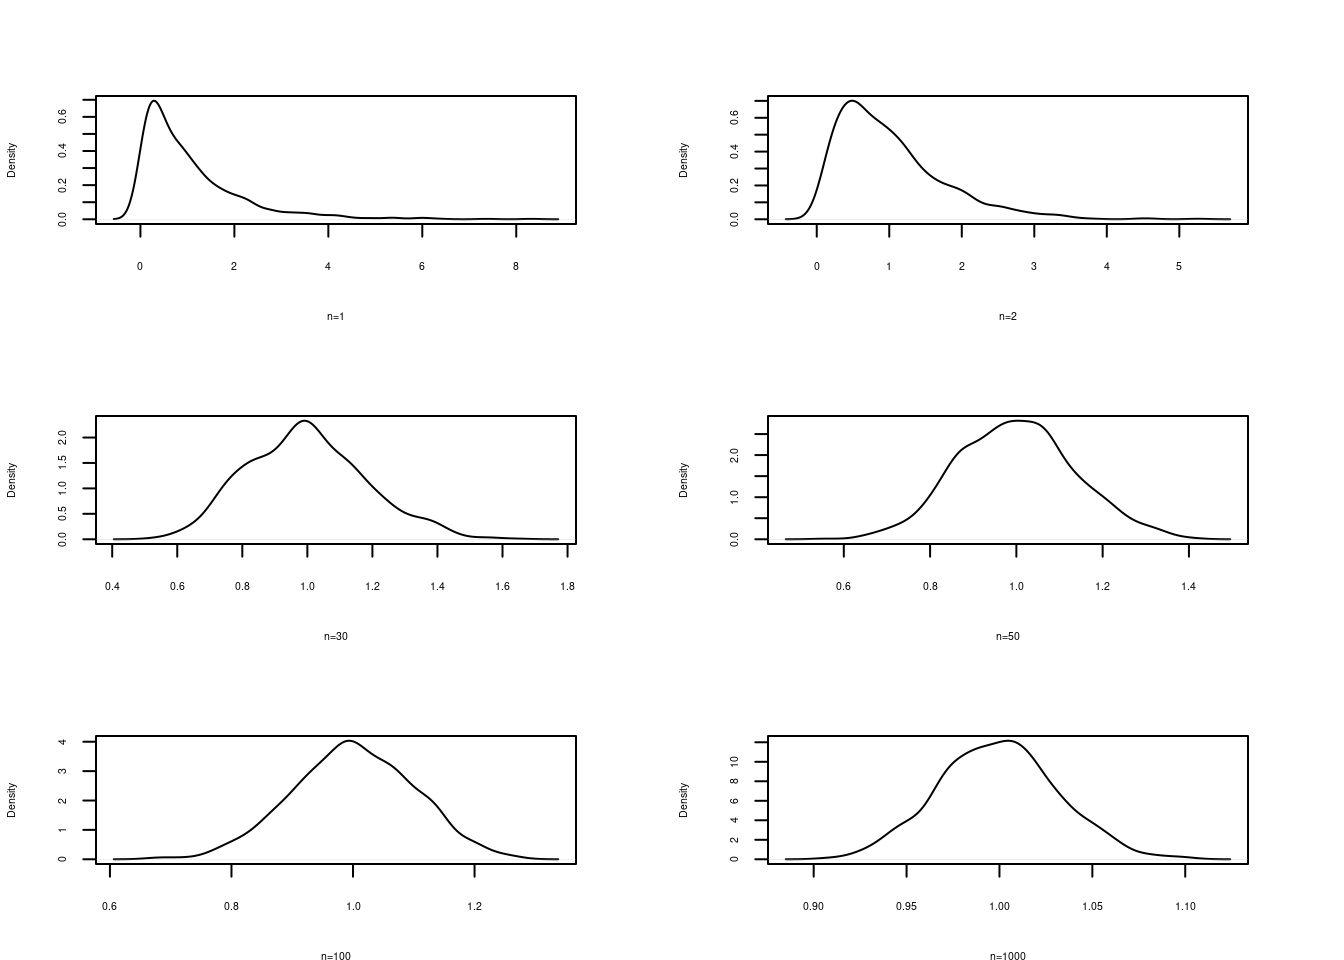 Density
0.0 0.2 0.4 0.6
0 2 4 6 8
n=1
Density
0.0 0.2 0.4 0.6
0 1 2 3 4 5
n=2
Density
0.0 0.5 1.0 1.5 2.0
0.4 0.6 0.8 1.0 1.2 1.4 1.6 1.8
n=30
Density
0.0 1.0 2.0
0.6 0.8 1.0 1.2 1.4
n=50
Density
0 1 2 3 4
0.6 0.8 1.0 1.2
n=100
Density
0 2 4 6 8 10
0.90 0.95 1.00 1.05 1.10
n=1000